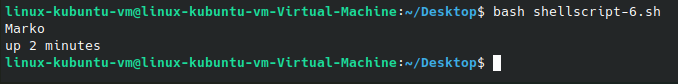 linux-kubuntu-vm@linux-kubuntu-vm-Virtual-Machine:~/Desktop$ bash shellscript-6.sh
Marko
up 2 minutes
linux-kubuntu-vm@linux-kubuntu-vm-Virtual-Machine:~/Desktop$